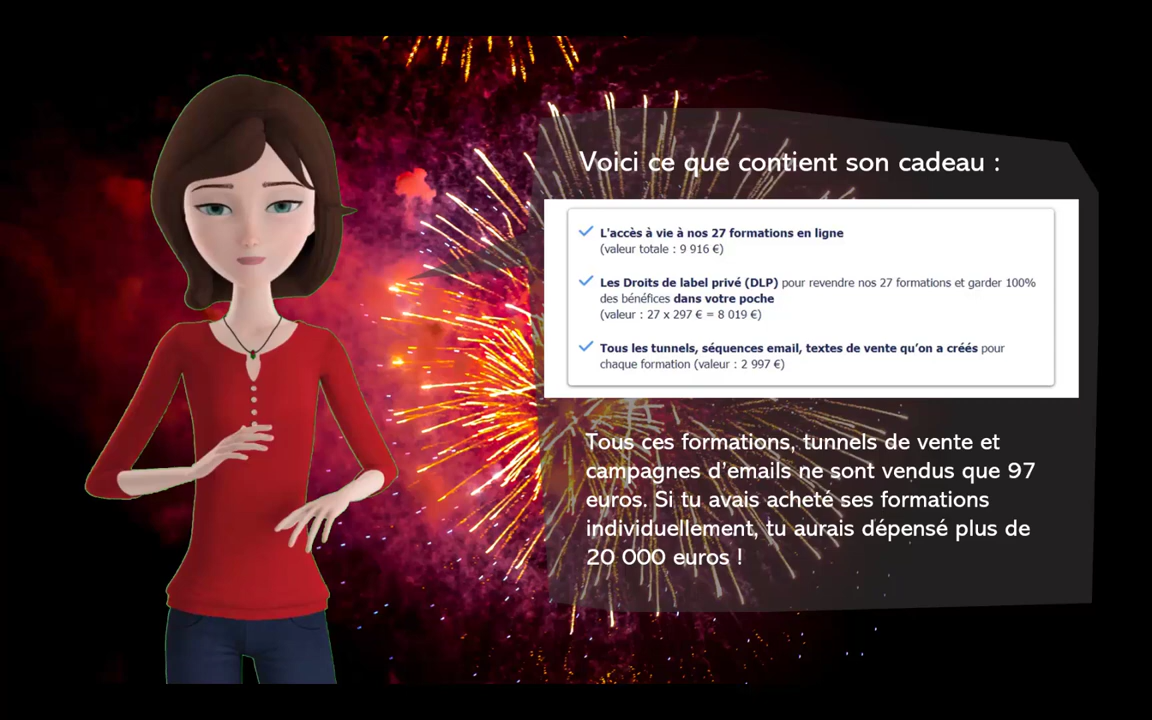 Voici ce que contient son cadeau :
L'accès à vie à nos 27 formations en ligne
(valeur totale : 9 916 €)
Les Droits de label privé (DLP) pour revendre nos 27 formations et garder 100%
des bénéfices dans votre poche
(valeur : 27 x 297 € = 8 019 €)
Tous les tunnels, séquences email, textes de vente qu'on a créés pour
chaque formation (valeur : 2 997 €)
Tous ces formations, tunnels de vente et
campagnes d'emails ne sont vendus que 97
euros. Si tu avais acheté ses formations
individuellement, tu aurais dépensé plus de
20 000 euros !